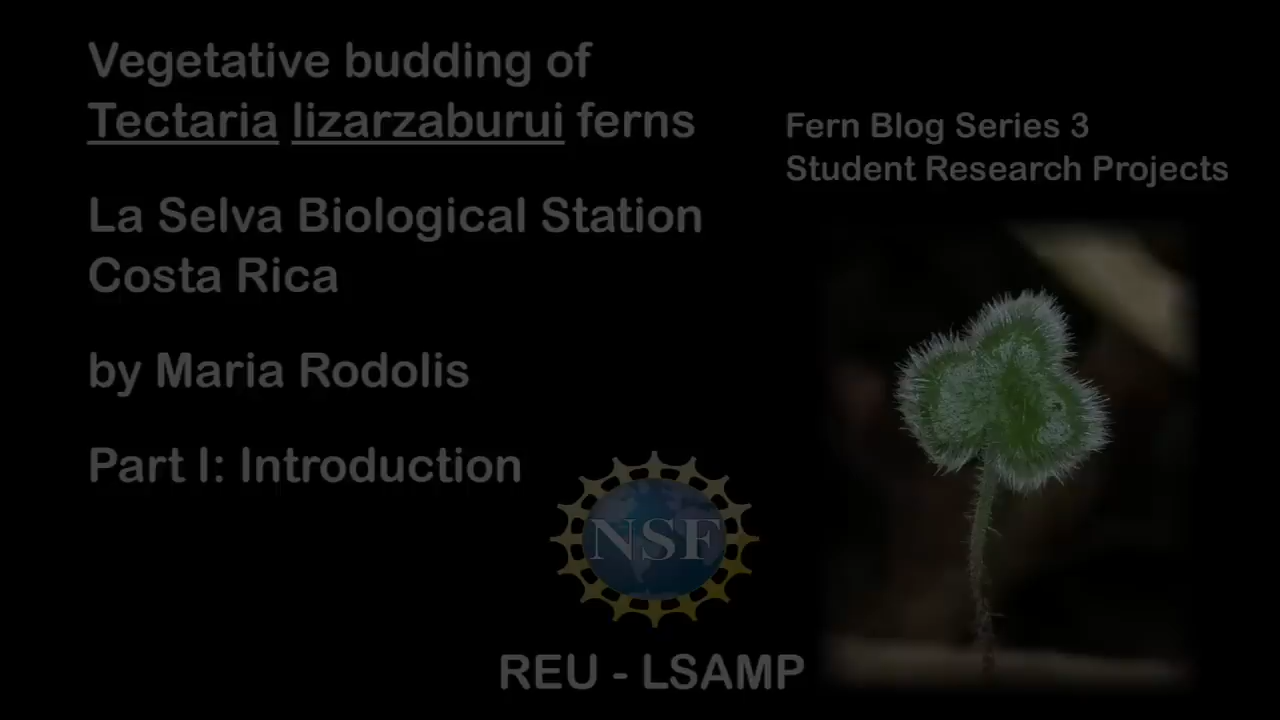 Vegetative budding of
Tectaria lizarzaburui ferns
La Selva Biological Station
Costa Rica
by Maria Rodolis
Part I: Introduction
Fern Blog Series 3
Student Research Projects
NSF
REU - LSAMP